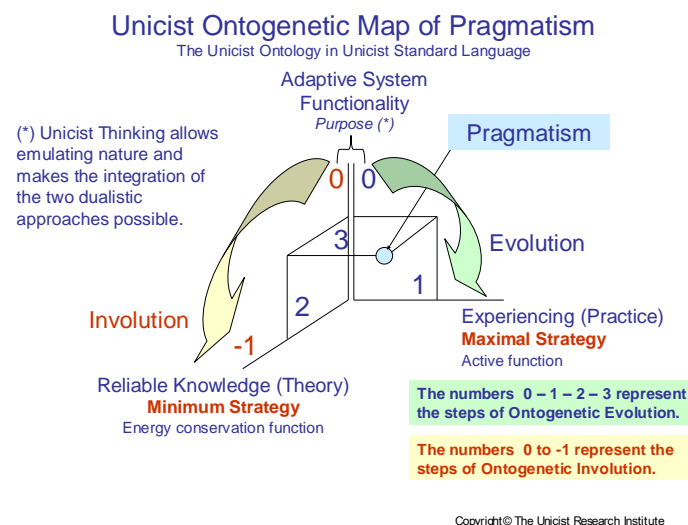 Unicist Ontogenetic Map of Pragmatism
The Unicist Ontology in Unicist Standard Language
Adaptive System
Functionality
Purpose (*)
(*) Unicist Thinking allows
emulating nature and
makes the integration of
the two dualistic
approaches possible.
Pragmatism
0 0
3
Evolution
1
2
Involution
-1
Experiencing (Practice)
Maximal Strategy
Active function
Reliable Knowledge (Theory)
Minimum Strategy
Energy conservation function
The numbers 0 – 1 – 2 – 3 represent
the steps of Ontogenetic Evolution.
The numbers 0 to -1 represent the
steps of Ontogenetic Involution.
Copyright© The Unicist Research Institute